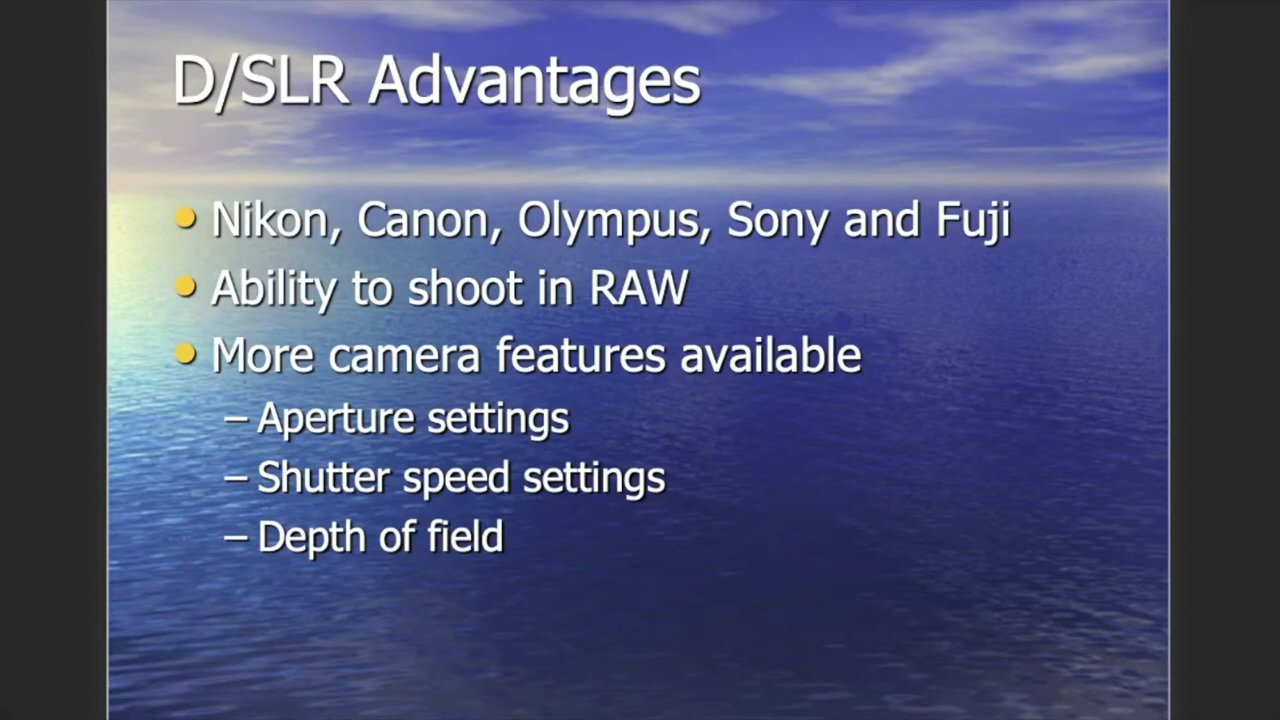 D/SLR Advantages
• Nikon, Canon, Olympus, Sony and Fuji
• Ability to shoot in RAW
• More camera features available
– Aperture settings
– Shutter speed settings
– Depth of field